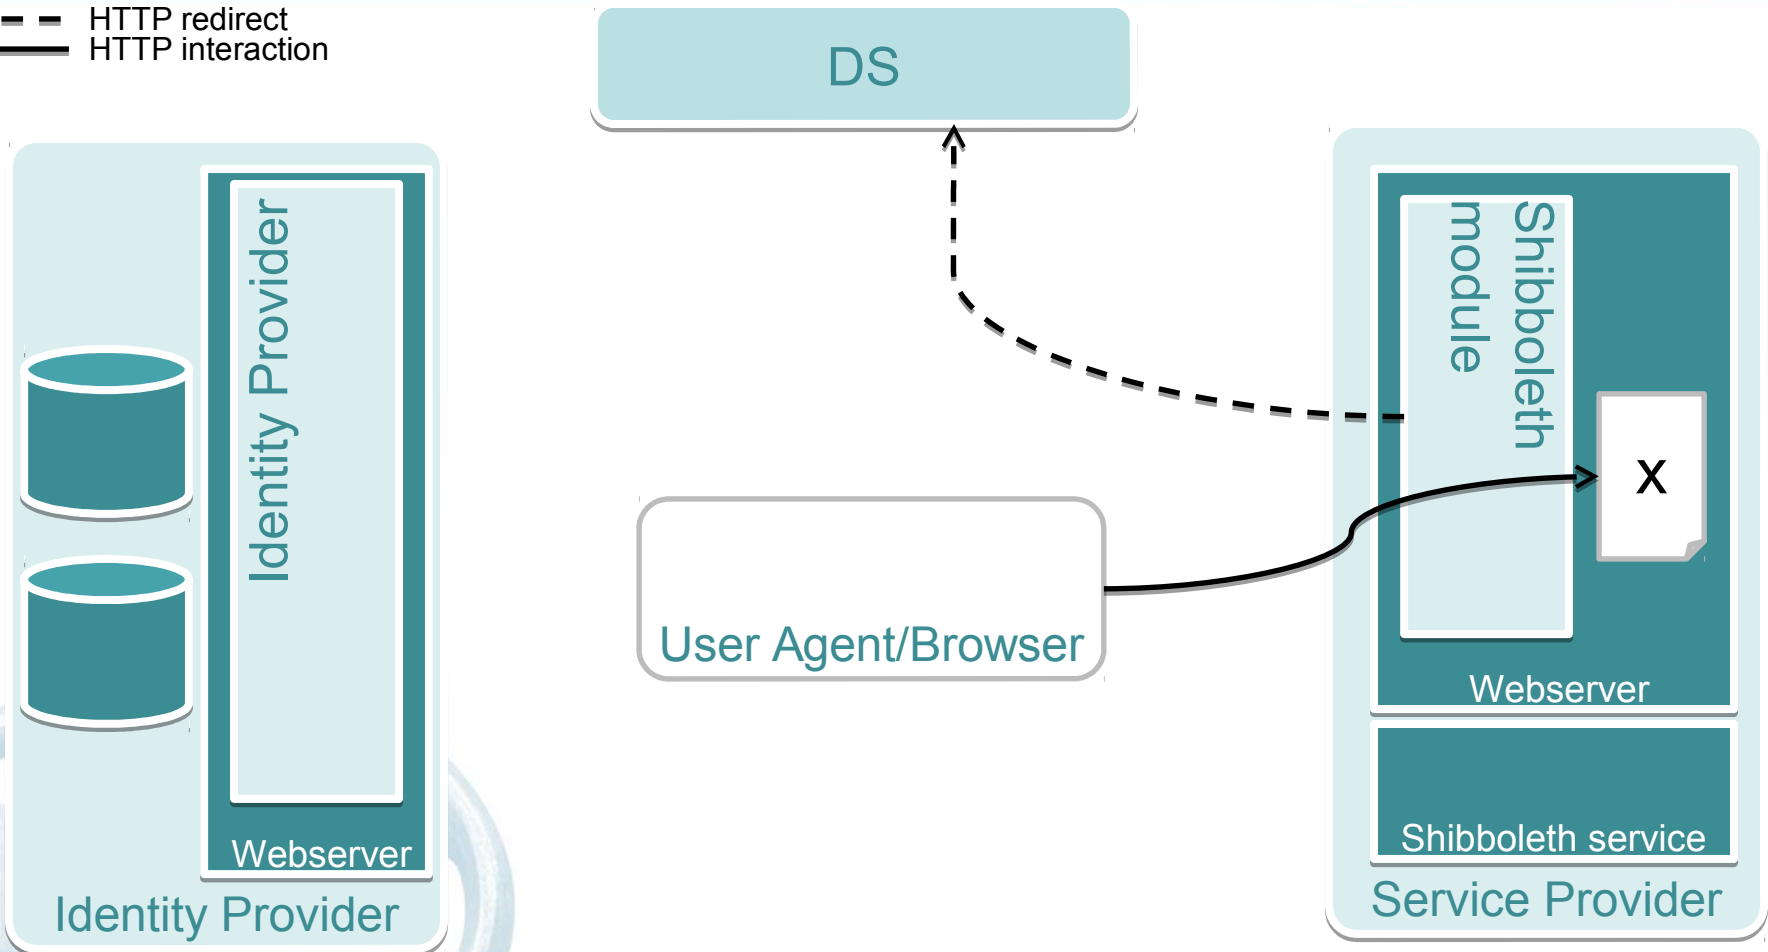 HTTP redirect
HTTP interaction
DS
Identity Provider
Webserver
Identity Provider
User Agent/Browser
Shibboleth
module
x
Webserver
Shibboleth service
Service Provider